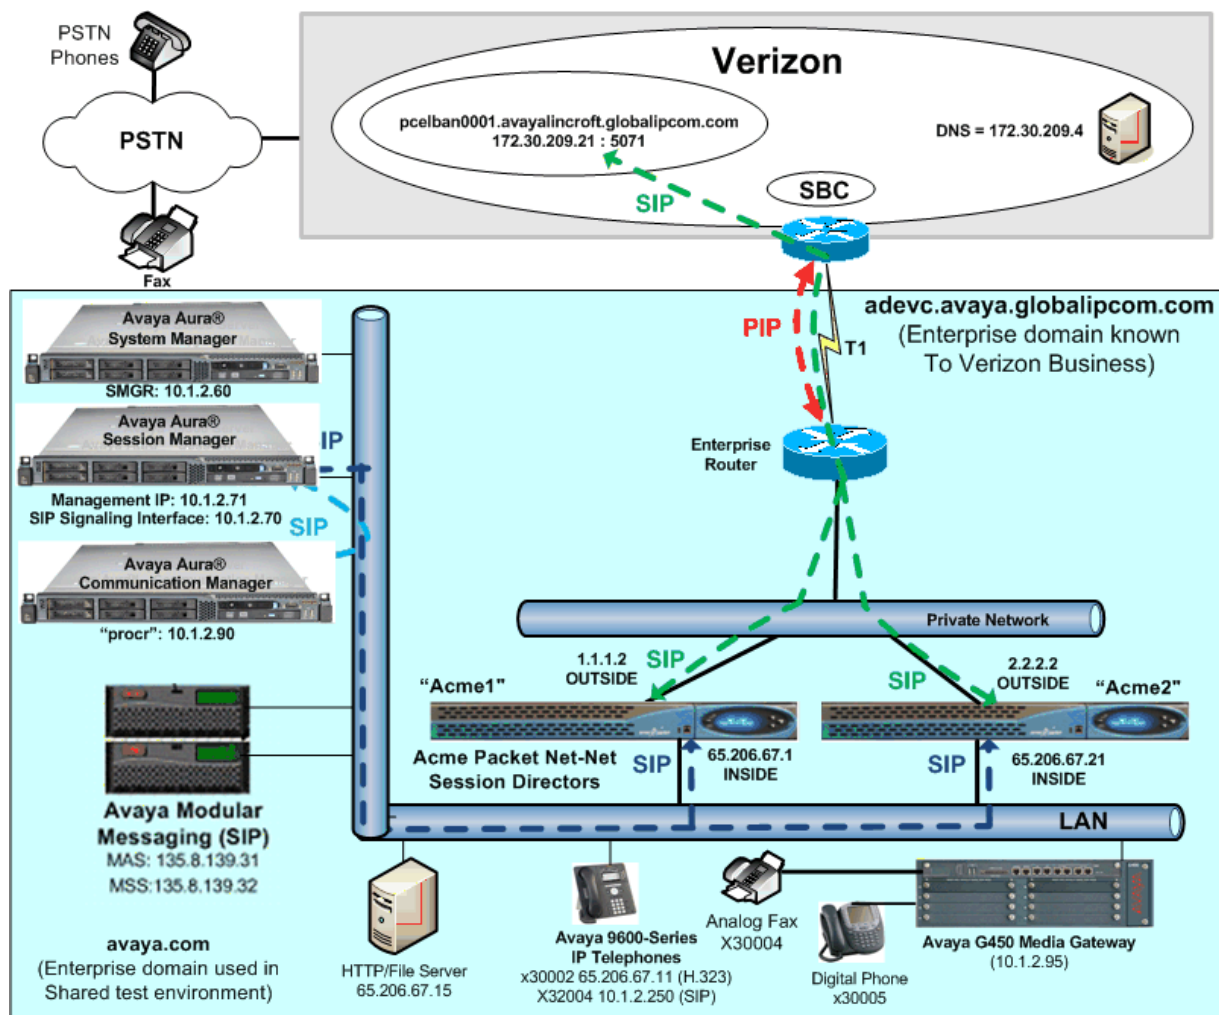 PSTN
Phones
PSTN
Fax
Verizon
pcelban0001.avayalincroft.globalipcom.com
172.30.209.21 : 5071
DNS = 172.30.209.4
SIP
SBC
adevc.avaya.globalipcom.com
(Enterprise domain known
To Verizon Business)
PIP
T1
Enterprise
Router
Avaya Aura®
System Manager
SMGR: 10.1.2.60
Avaya Aura®
Session Manager
SIP
Management IP: 10.1.2.71
SIP Signaling Interface: 10.1.2.70
SIP
Avaya Aura®
Communication Manager
"procr": 10.1.2.90
Private Network
1.1.1.2
OUTSIDE
SIP
SIP
2.2.2.2
OUTSIDE
"Acme1"
"Acme2"
Acme Packet Net-Net
Session Directors
SIP
65.206.67.1
INSIDE
SIP
65.206.67.21
INSIDE
LAN
Avaya Modular
Messaging (SIP)
MAS: 135.8.139.31
MSS:135.8.139.32
avaya.com
(Enterprise domain used in
Shared test environment)
HTTP/File Server
65.206.67.15
Avaya 9600-Series
IP Telephones
x30002 65.206.67.11 (H.323)
X32004 10.1.2.250 (SIP)
Analog Fax
X30004
Digital Phone
x30005
Avaya G450 Media Gateway
(10.1.2.95)